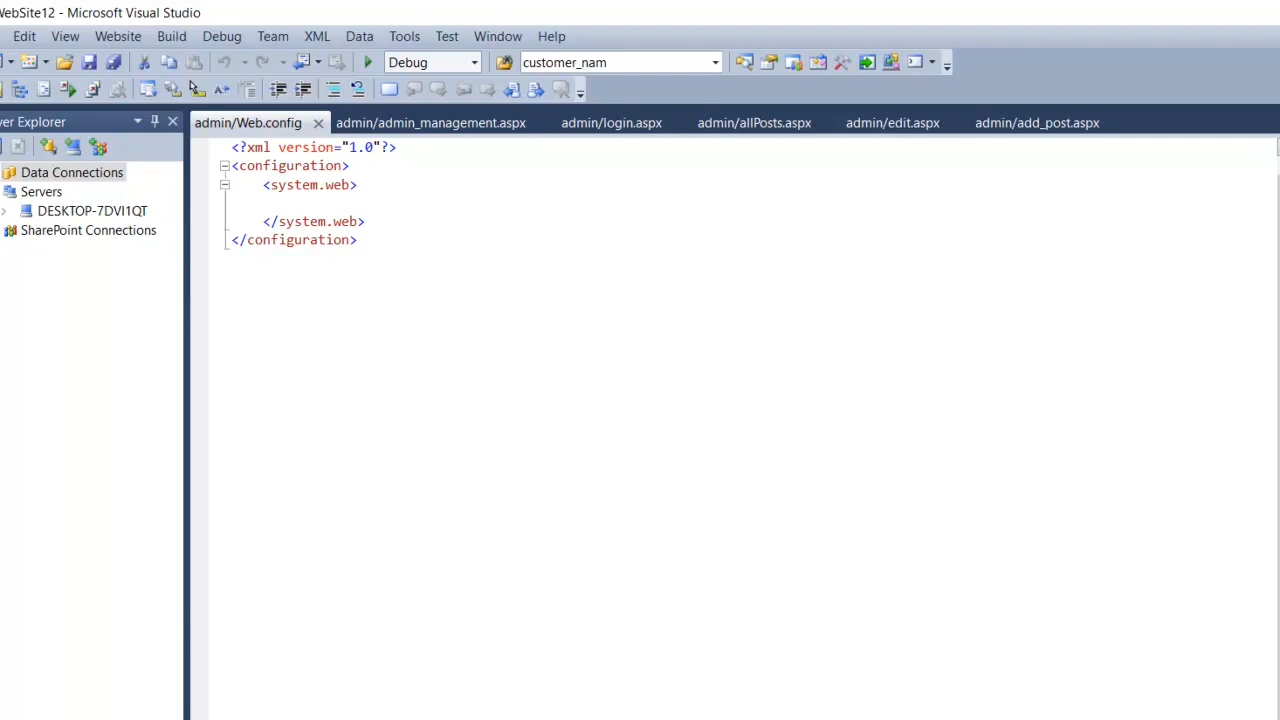 WebSite12 - Microsoft Visual Studio
Edit View Website Build Debug Team XML Data Tools Test Window Help
Debug customer_nam
ver Explorer
admin/Web.config admin/admin_management.aspx admin/login.aspx admin/allPosts.aspx admin/edit.aspx admin/add_post.aspx
Data Connections
Servers
DESKTOP-7DVI1QT
SharePoint Connections
<?xml version="1.0"?>
<configuration>
<system.web>
</system.web>
</configuration>